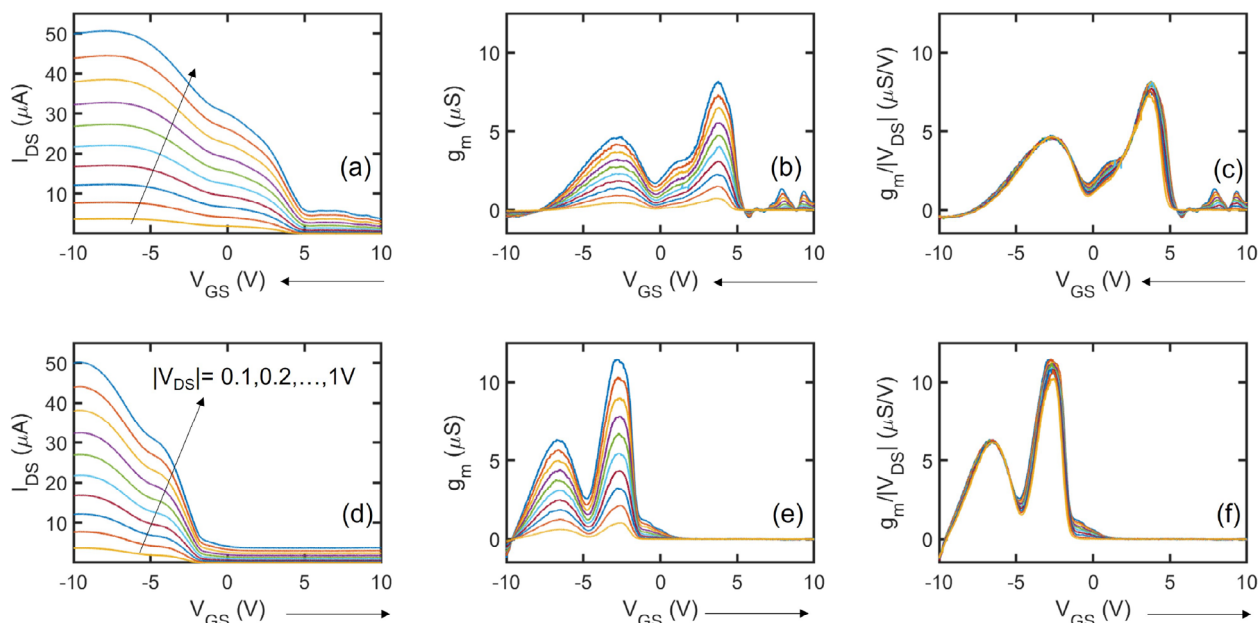 50
40
30
20
10
I_DS (μA)
(a)
-10 -5 0 5 10
V_GS (V)
10
5
0
g_m (μS)
(b)
-10 -5 0 5 10
V_GS (V)
10
5
0
g_m/|V_DS| (μS/V)
(c)
-10 -5 0 5 10
V_GS (V)
50
40
30
20
10
I_DS (μA)
|V_DS|= 0.1,0.2,...,1V
(d)
-10 -5 0 5 10
V_GS (V)
10
5
0
g_m (μS)
(e)
-10 -5 0 5 10
V_GS (V)
10
5
0
g_m/|V_DS| (μS/V)
(f)
-10 -5 0 5 10
V_GS (V)